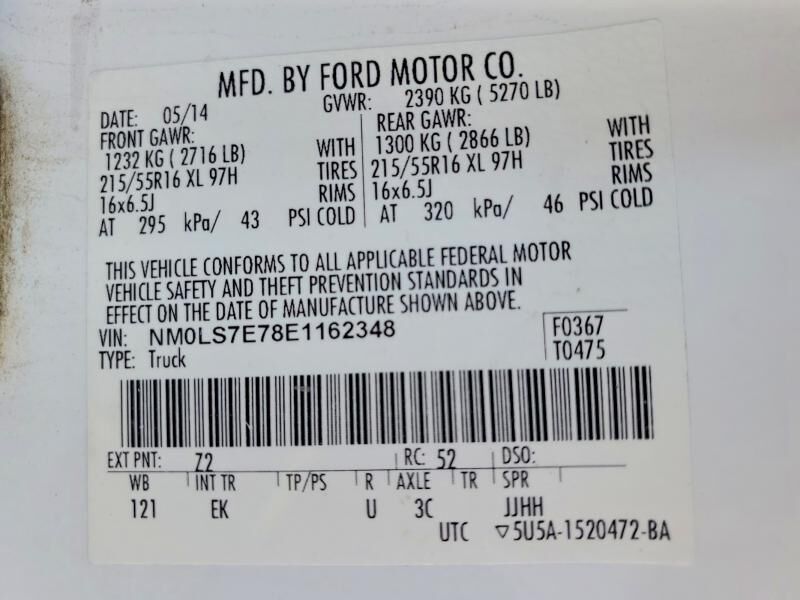 MFD. BY FORD MOTOR CO.
DATE: 05/14 GVWR: 2390 KG ( 5270 LB)
FRONT GAWR: REAR GAWR:
1232 KG ( 2716 LB) WITH 1300 KG ( 2866 LB) WITH
215/55R16 XL 97H TIRES 215/55R16 XL 97H TIRES
16x6.5J RIMS 16x6.5J RIMS
AT 295 kPa/ 43 PSI COLD AT 320 kPa/ 46 PSI COLD
THIS VEHICLE CONFORMS TO ALL APPLICABLE FEDERAL MOTOR
VEHICLE SAFETY AND THEFT PREVENTION STANDARDS IN
EFFECT ON THE DATE OF MANUFACTURE SHOWN ABOVE.
VIN: NM0LS7E78E1162348 F0367
TYPE: Truck T0475
EXT PNT: Z2 RC: 52 DSO:
WB INT TR TP/PS R AXLE TR SPR
121 EK U 3C JJHH
UTC ▽5U5A-1520472-BA